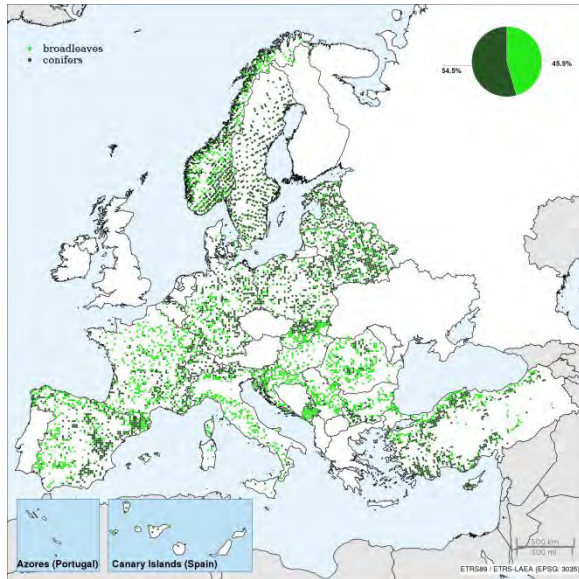 broadleaves
conifers
54.5%
45.5%
Azores (Portugal)
Canary Islands (Spain)
500 km
300 mi
ETRS89 / ETRS-LAEA (EPSG: 3035)